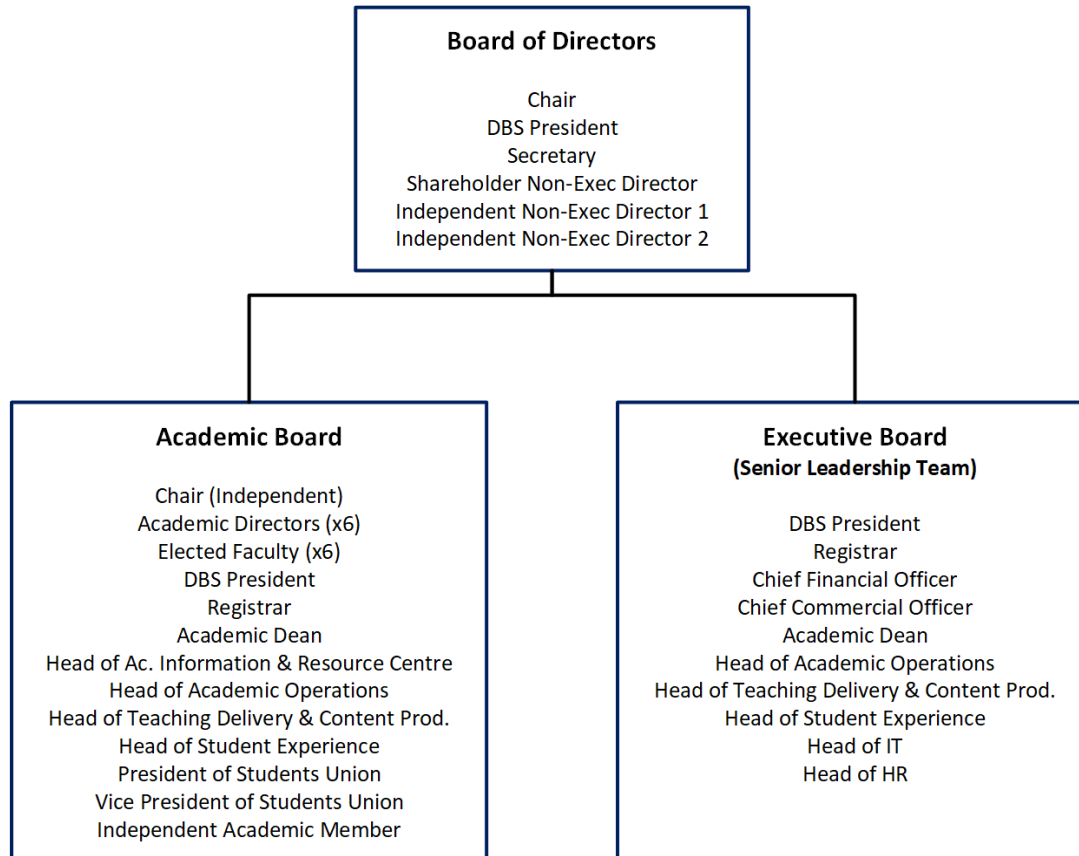 Board of Directors
Chair
DBS President
Secretary
Shareholder Non-Exec Director
Independent Non-Exec Director 1
Independent Non-Exec Director 2
Academic Board
Chair (Independent)
Academic Directors (x6)
Elected Faculty (x6)
DBS President
Registrar
Academic Dean
Head of Ac. Information & Resource Centre
Head of Academic Operations
Head of Teaching Delivery & Content Prod.
Head of Student Experience
President of Students Union
Vice President of Students Union
Independent Academic Member
Executive Board
(Senior Leadership Team)
DBS President
Registrar
Chief Financial Officer
Chief Commercial Officer
Academic Dean
Head of Academic Operations
Head of Teaching Delivery & Content Prod.
Head of Student Experience
Head of IT
Head of HR